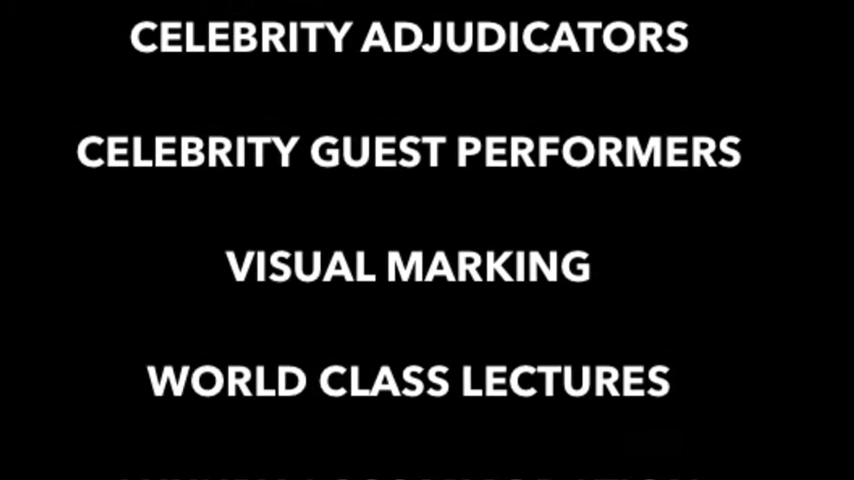 CELEBRITY ADJUDICATORS
CELEBRITY GUEST PERFORMERS
VISUAL MARKING
WORLD CLASS LECTURES